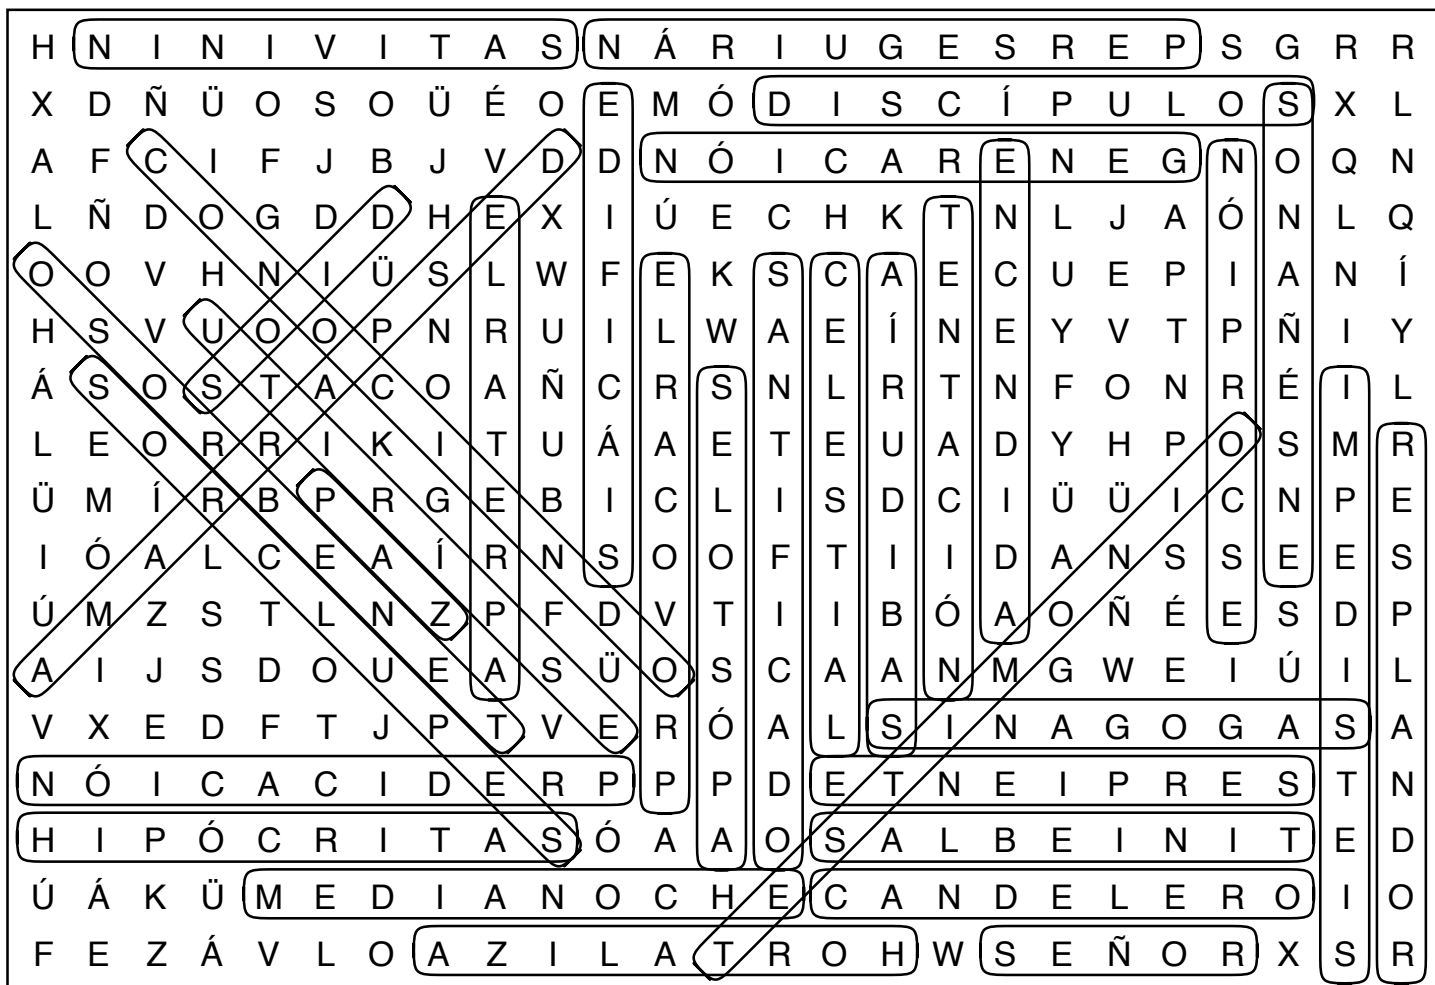 H N I N I V I T A S N Á R I U G E S R E P S G R R
X D Ñ Ü O S O Ü É O E M Ó D I S C Í P U L O S X L
A F C I F J B J V D D N Ó I C A R E N E G N O Q N
L Ñ D O G D D H E X I Ú E C H K T N L J A Ó N L Q
O O V H N I Ü S L W F E K S C A E C U E P I A N Í
H S V U O O P N R U I L W A E Í N E Y V T P Ñ I Y
Á S O S T A C O A Ñ C R S N L R T N F O N R É I L
L E O R R I K I T U Á A E T E U A D Y H P O S M R
Ü M Í R B P R G E B I C L I S D C I Ü Ü I C N P E
I Ó A L C E A Í R N S O O F T I I D A N S S E E S
Ú M Z S T L N Z P F D V T I I B Ó A O Ñ É E S D P
A I J S D O U E A S Ü O S C A A N M G W E I Ú I L
V X E D F T J P T V E R Ó A L S I N A G O G A S A
N Ó I C A C I D E R P P P D E T N E I P R E S T N
H I P Ó C R I T A S Ó A A O S A L B E I N I T E D
Ú Á K Ü M E D I A N O C H E C A N D E L E R O I O
F E Z Á V L O A Z I L A T R O H W S E Ñ O R X S R